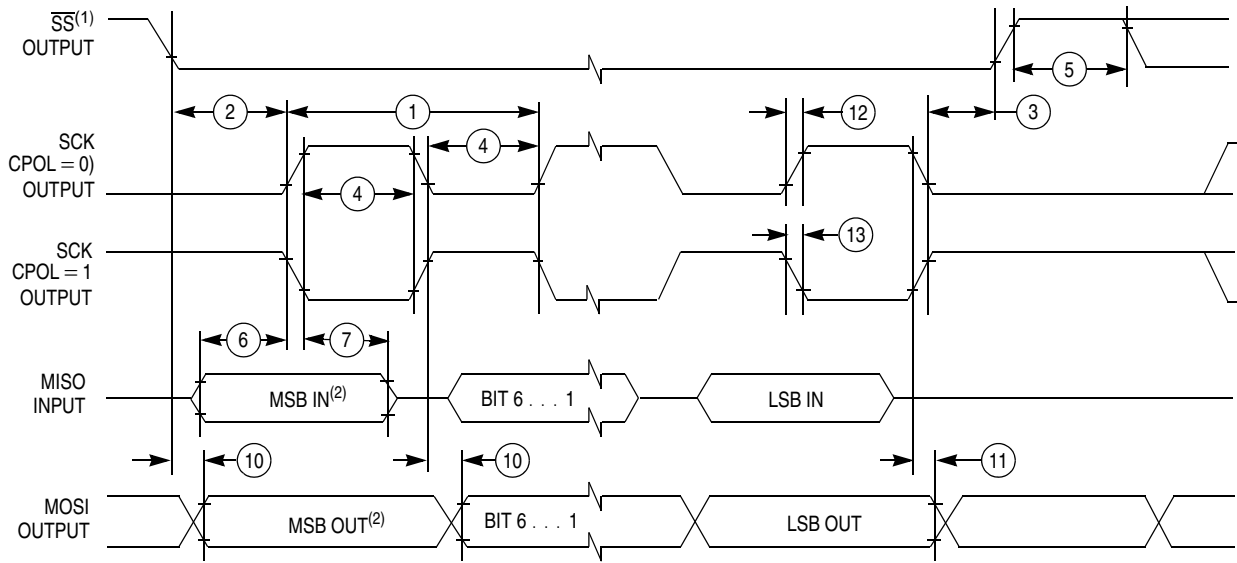 SS(1)
OUTPUT
5
2
1
12
3
SCK
CPOL = 0)
OUTPUT
4
4
SCK
CPOL = 1
OUTPUT
13
6
7
MISO
INPUT
MSB IN(2)
BIT 6 . . . 1
LSB IN
10
10
11
MOSI
OUTPUT
MSB OUT(2)
BIT 6 . . . 1
LSB OUT